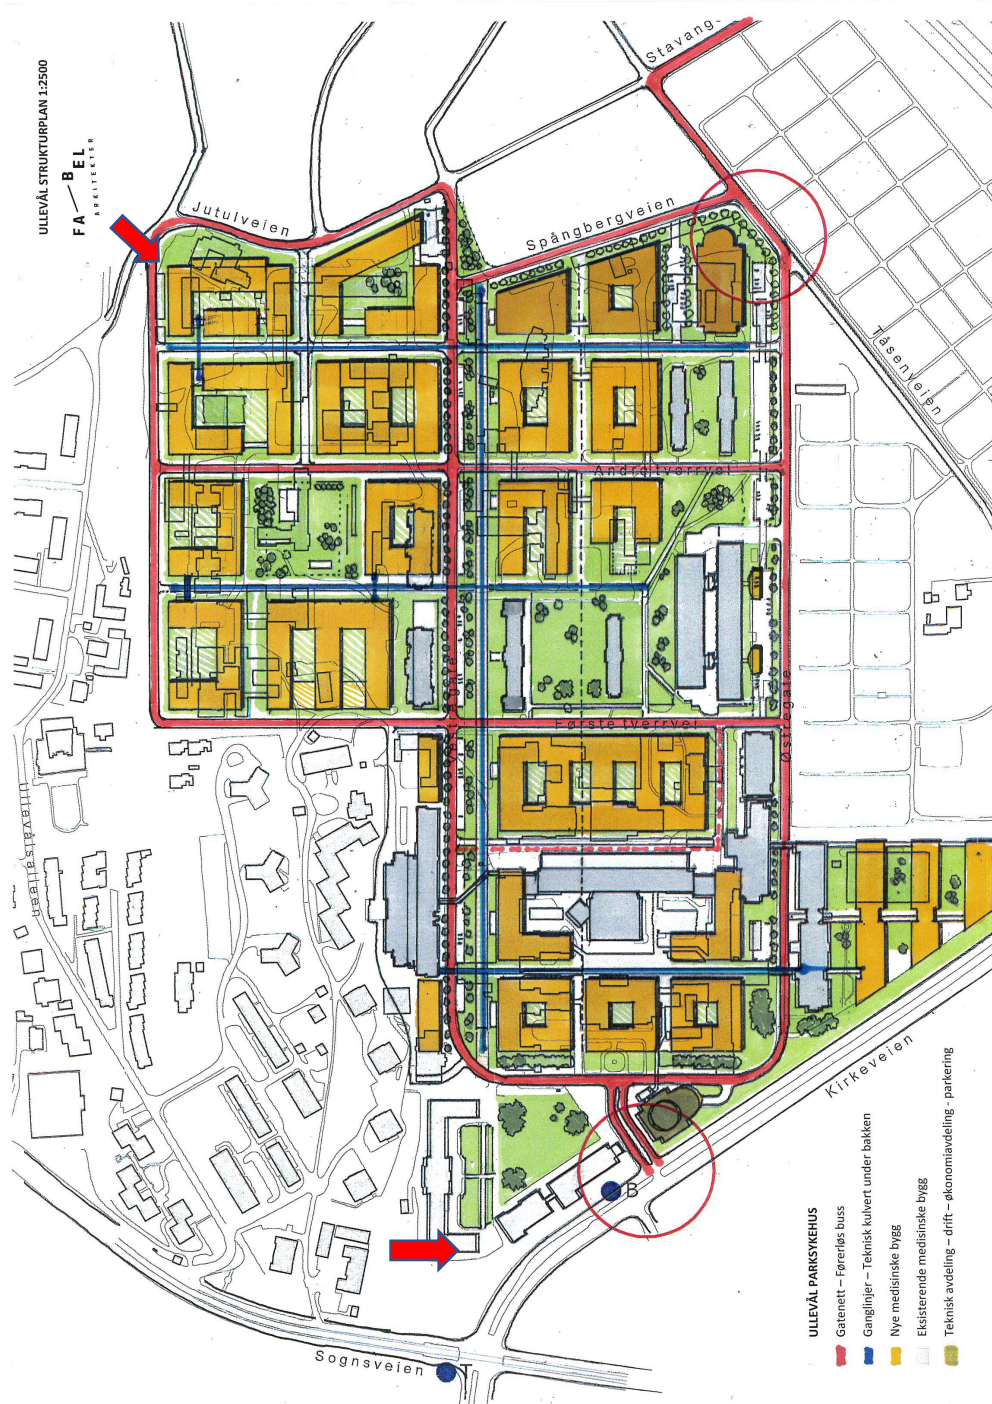 ULLEVÅL STRUKTURPLAN 1:2500
FA B EL
ARKITEKTER
Stavang
Jutulveien
Spångbergveien
Tåsenveien
Andre tverrvei
Første tverrvei
Østregate
Ullevålsalleen
Kirkeveien
Sognsveien
B
T
ULLEVÅL PARKSYKEHUS
Gatenett – Førerløs buss
Ganglinjer – Teknisk kulvert under bakken
Nye medisinske bygg
Eksisterende medisinske bygg
Teknisk avdeling – drift – økonomiavdeling - parkering